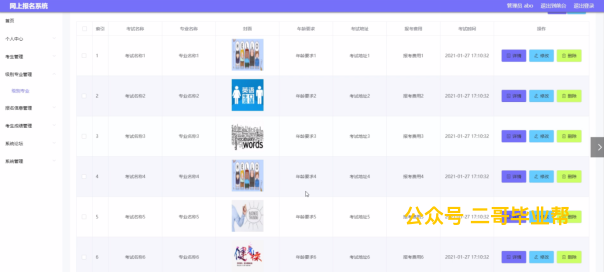 网上报名系统 管理员 abo 退出到前台 退出登录
首页
个人中心
考生管理
级别专业管理
级别专业
报名信息管理
考生成绩管理
系统论坛
系统管理
索引 考试名称 专业名称 封面 年龄要求 考试地址 报考费用 考试时间 操作
1 考试名称1 专业名称1 年龄要求1 考试地址1 报考费用1 2021-01-27 17:10:32 详情 修改 删除
2 考试名称2 专业名称2 英语 年龄要求2 考试地址2 报考费用2 2021-01-27 17:10:32 详情 修改 删除
3 考试名称3 专业名称3 words 年龄要求3 考试地址3 报考费用3 2021-01-27 17:10:32 详情 修改 删除
4 考试名称4 专业名称4 年龄要求4 考试地址4 报考费用4 2021-01-27 17:10:32 详情 修改 删除
5 考试名称5 专业名称5 年龄要求5 考试地址5 报考费用5 2021-01-27 17:10:32 详情 修改 删除
公众号 二哥毕业帮
6 考试名称6 专业名称6 年龄要求6 考试地址6 报考费用6 2021-01-27 17:10:32 详情 修改 删除